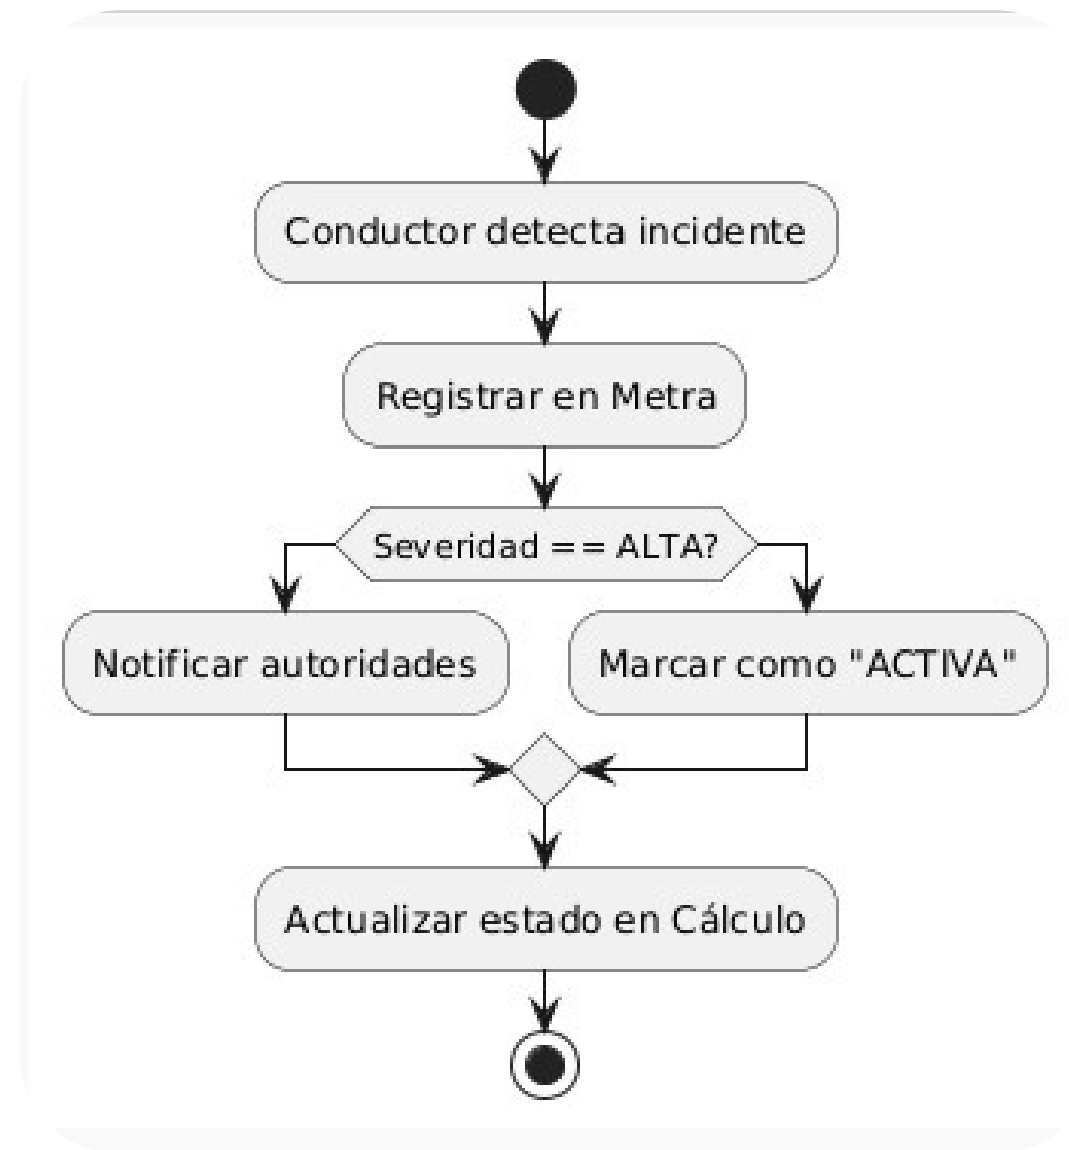 Conductor detecta incidente
Registrar en Metra
Severidad == ALTA?
Notificar autoridades
Marcar como "ACTIVA"
Actualizar estado en Cálculo